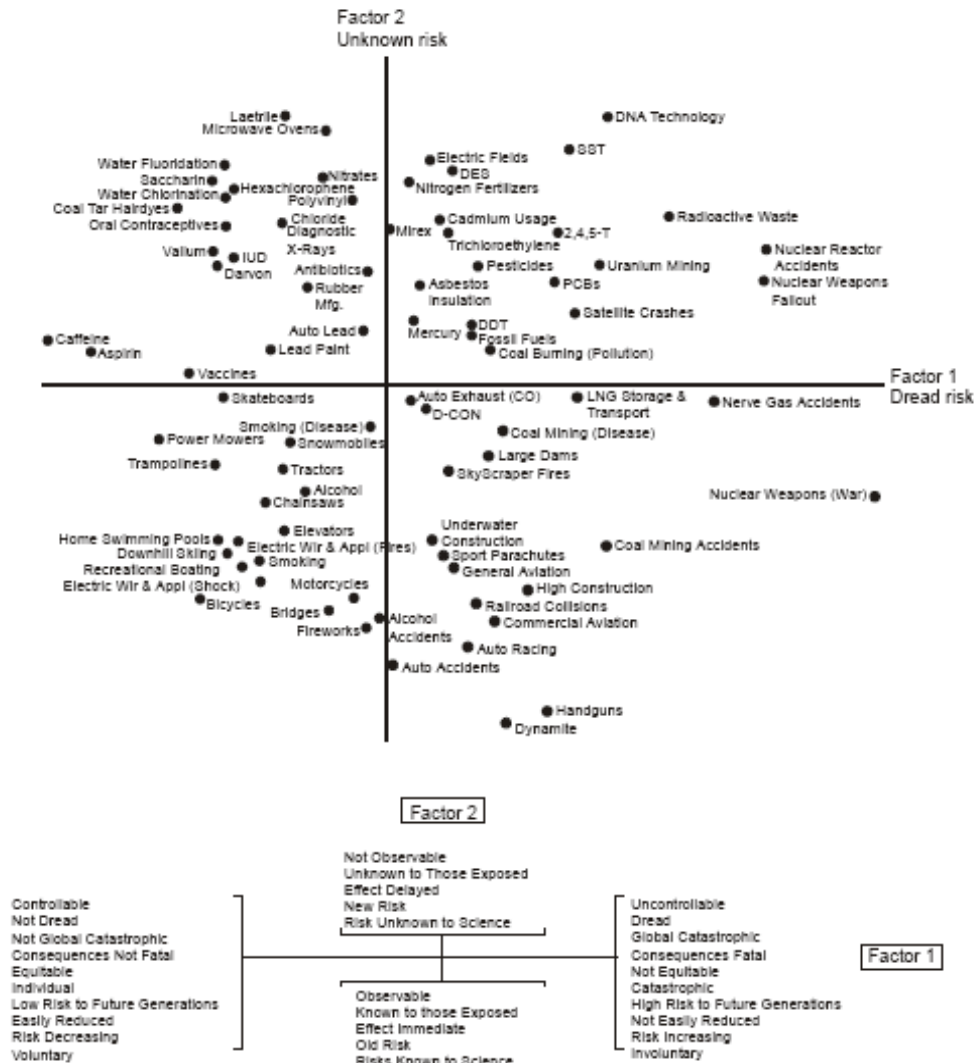 Factor 2
Unknown risk
Laetrile
Microwave Ovens
DNA Technology
SST
Electric Fields
DES
Nitrogen Fertilizers
Water Fluoridation
Saccharin
Nitrates
Hexachlorophene
Water Chlorination
Polyvinyl
Coal Tar Hairdyes
Oral Contraceptives
Chloride
Diagnostic
X-Rays
Mirex
Cadmium Usage
Trichloroethylene
2,4,5-T
Radioactive Waste
Valium
IUD
Darvon
Antibiotics
Rubber
Mfg.
Pesticides
Asbestos
Insulation
Uranium Mining
PCBs
Nuclear Reactor
Accidents
Nuclear Weapons
Fallout
Satellite Crashes
Auto Lead
Lead Paint
Mercury
DDT
Fossil Fuels
Coal Burning (Pollution)
Caffeine
Aspirin
Vaccines
Factor 1
Dread risk
Skateboards
Auto Exhaust (CO)
D-CON
LNG Storage &
Transport
Nerve Gas Accidents
Smoking (Disease)
Power Mowers
Snowmobiles
Coal Mining (Disease)
Trampolines
Tractors
Large Dams
SkyScraper Fires
Alcohol
Chainsaws
Nuclear Weapons (War)
Elevators
Home Swimming Pools
Electric Wir & Appl (Fires)
Downhill Skiing
Smoking
Recreational Boating
Electric Wir & Appl (Shock)
Motorcycles
Bicycles
Bridges
Fireworks
Alcohol
Accidents
Underwater
Construction
Sport Parachutes
General Aviation
Coal Mining Accidents
High Construction
Railroad Collisions
Commercial Aviation
Auto Racing
Auto Accidents
Handguns
Dynamite
Factor 2
Not Observable
Unknown to Those Exposed
Effect Delayed
New Risk
Risk Unknown to Science
Controllable
Not Dread
Not Global Catastrophic
Consequences Not Fatal
Equitable
Individual
Low Risk to Future Generations
Easily Reduced
Risk Decreasing
Voluntary
Uncontrollable
Dread
Global Catastrophic
Consequences Fatal
Not Equitable
Catastrophic
High Risk to Future Generations
Not Easily Reduced
Risk Increasing
Involuntary
Factor 1
Observable
Known to those Exposed
Effect Immediate
Old Risk
Risks Known to Science